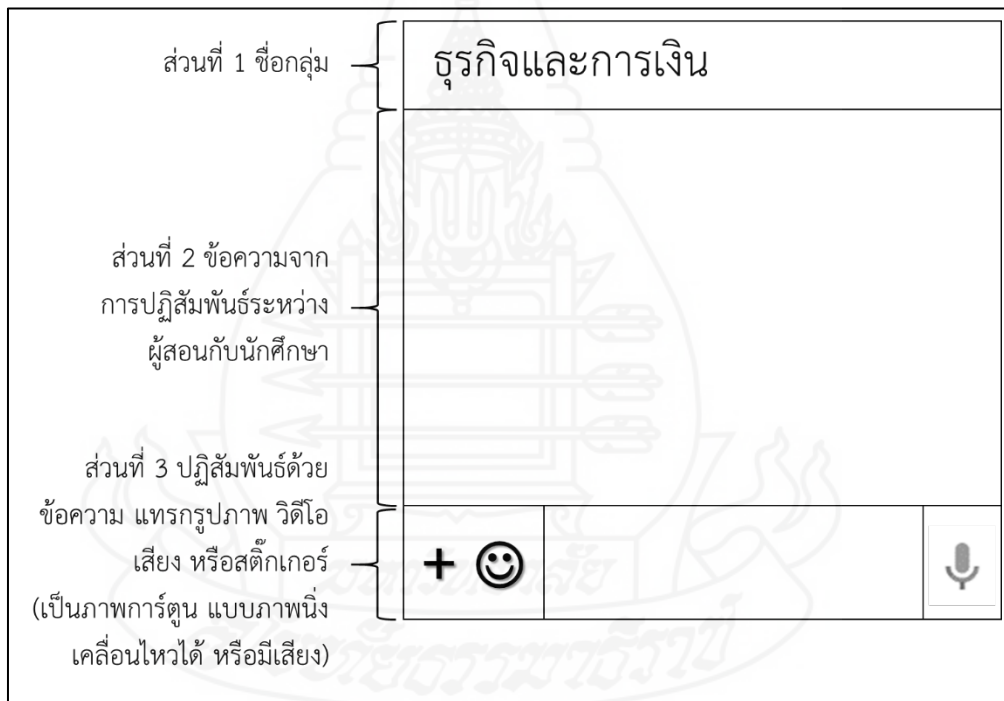 ส่วนที่ 1 ชื่อกลุ่ม
ธุรกิจและการเงิน
ส่วนที่ 2 ข้อความจาก
การปฏิสัมพันธ์ระหว่าง
ผู้สอนกับนักศึกษา
ส่วนที่ 3 ปฏิสัมพันธ์ด้วย
ข้อความ แทรกรูปภาพ วิดีโอ
เสียง หรือสติ๊กเกอร์
(เป็นภาพการ์ตูน แบบภาพนิ่ง
เคลื่อนไหวได้ หรือมีเสียง)